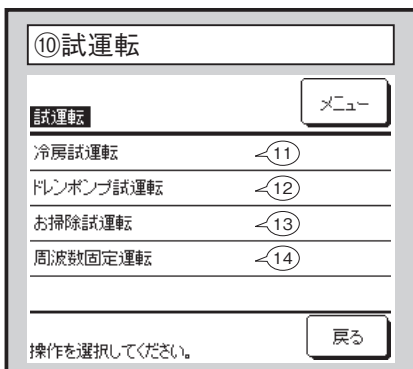 ⑩試運転
メニュー
試運転
冷房試運転 ⑪
ドレンポンプ試運転 ⑫
お掃除試運転 ⑬
周波数固定運転 ⑭
操作を選択してください。
戻る